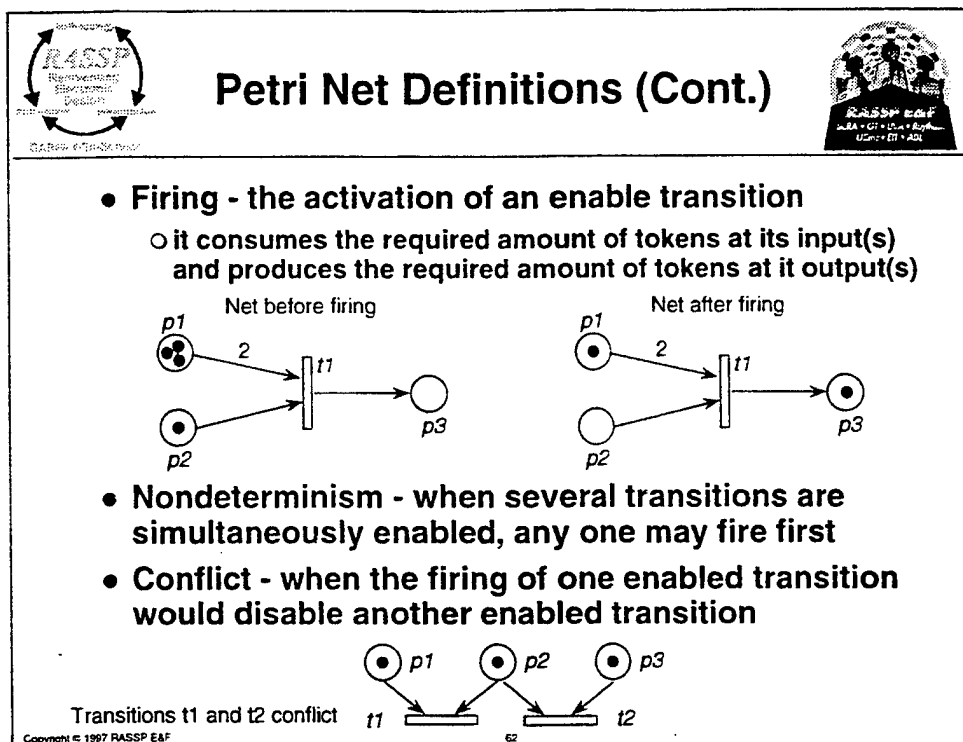 RASSP
Reinventing
Electronic
Design
Petri Net Definitions (Cont.)
RASSP E&F
• Firing - the activation of an enable transition
○ it consumes the required amount of tokens at its input(s)
and produces the required amount of tokens at it output(s)
Net before firing
Net after firing
p1
2
t1
p2
p3
p1
2
t1
p2
p3
• Nondeterminism - when several transitions are
simultaneously enabled, any one may fire first
• Conflict - when the firing of one enabled transition
would disable another enabled transition
p1
p2
p3
Transitions t1 and t2 conflict
t1
t2
Copyright © 1997 RASSP E&F
62